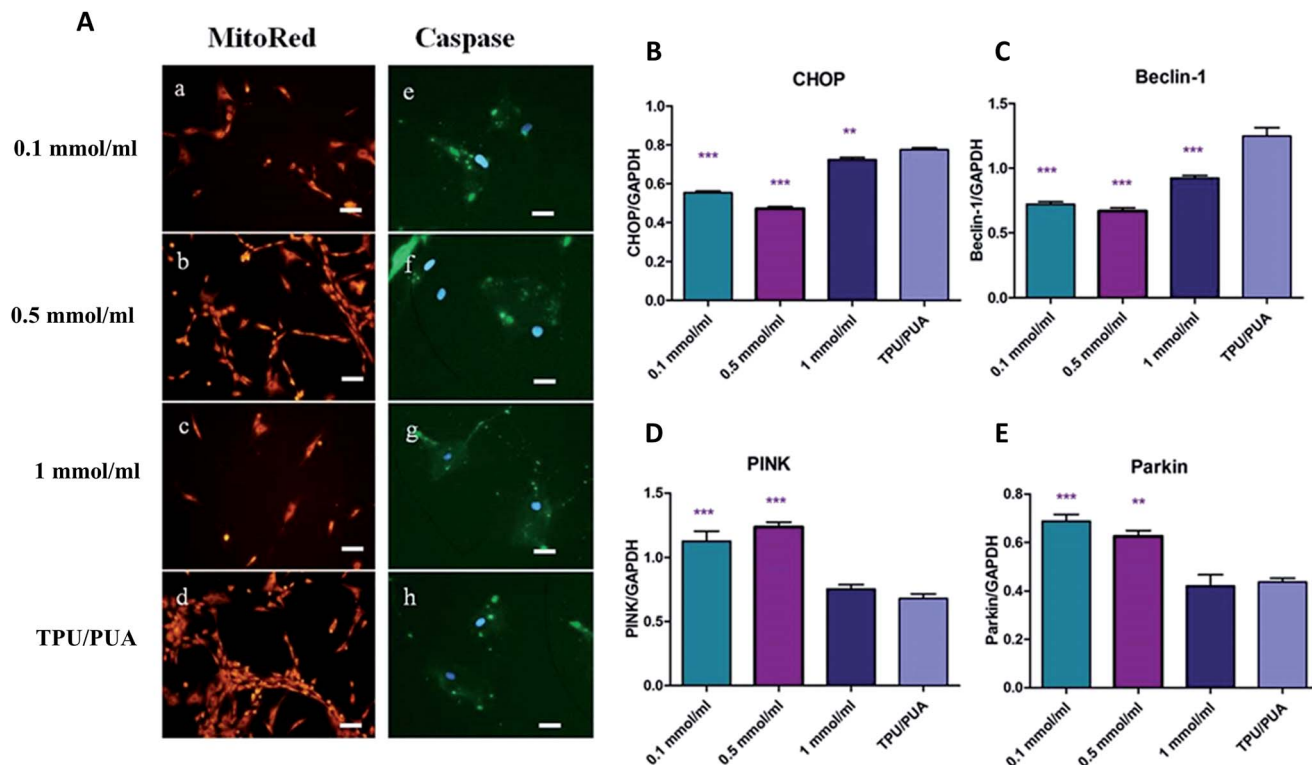 A
MitoRed Caspase
0.1 mmol/ml
0.5 mmol/ml
1 mmol/ml
TPU/PUA
a
b
c
d
e
f
g
h
B
CHOP
CHOP/GAPDH
1.0
0.8
0.6
0.4
0.2
0.0
***
***
**
0.1 mmol/ml
0.5 mmol/ml
1 mmol/ml
TPU/PUA
C
Beclin-1
Beclin-1/GAPDH
1.5
1.0
0.5
0.0
***
***
***
0.1 mmol/ml
0.5 mmol/ml
1 mmol/ml
TPU/PUA
D
PINK
PINK/GAPDH
1.5
1.0
0.5
0.0
***
***
0.1 mmol/ml
0.5 mmol/ml
1 mmol/ml
TPU/PUA
E
Parkin
Parkin/GAPDH
0.8
0.6
0.4
0.2
0.0
***
**
0.1 mmol/ml
0.5 mmol/ml
1 mmol/ml
TPU/PUA